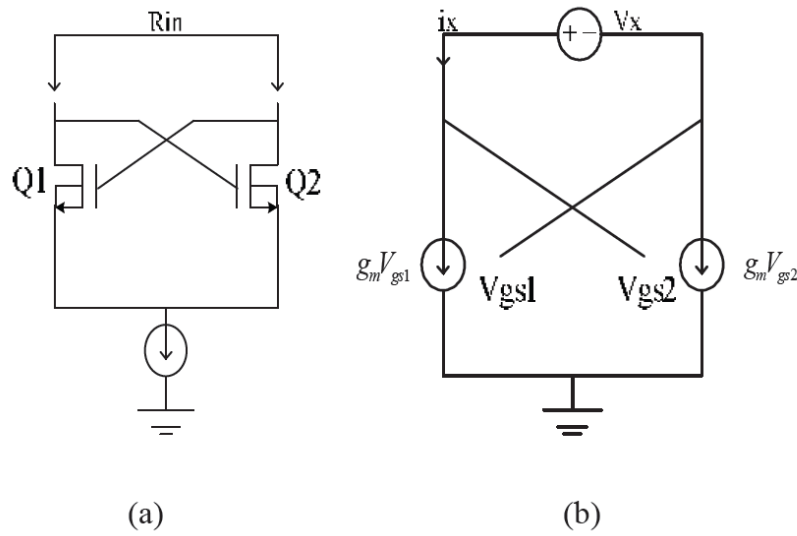 Rin
Q1
Q2
(a)
ix
+ −
Vx
gmVgs1
Vgs1
Vgs2
gmVgs2
(b)